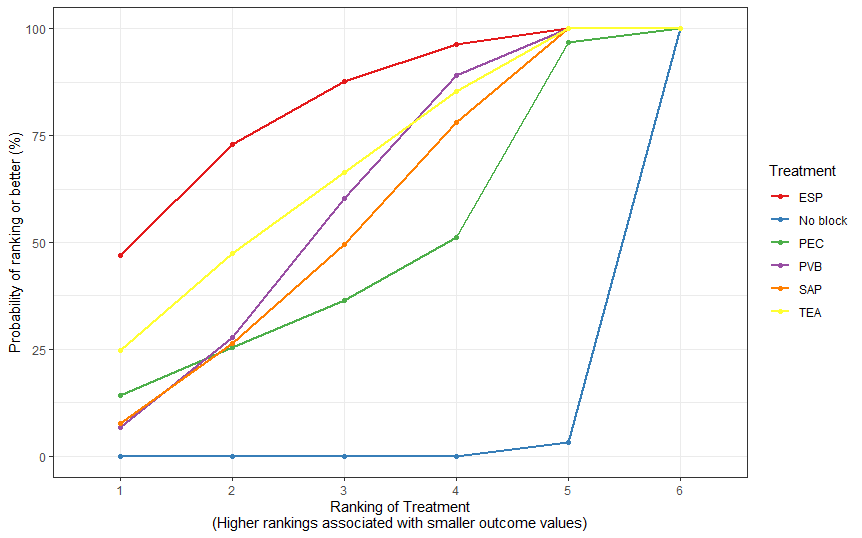 Probability of ranking or better (%)
100
75
50
25
0
1 2 3 4 5 6
Ranking of Treatment
(Higher rankings associated with smaller outcome values)
Treatment
ESP
No block
PEC
PVB
SAP
TEA